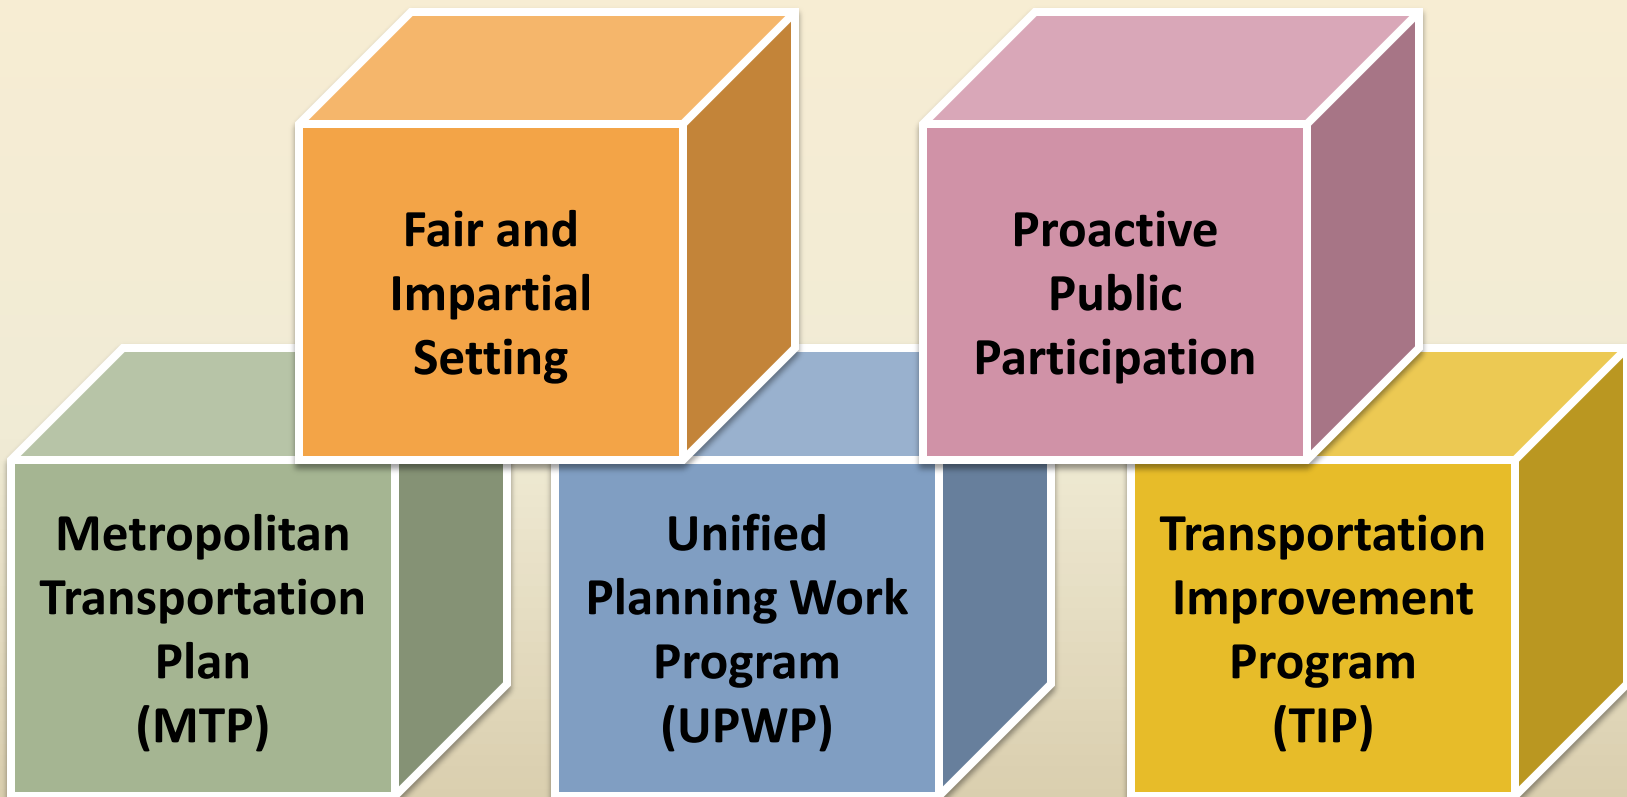 Fair and
Impartial
Setting
Proactive
Public
Participation
Metropolitan
Transportation
Plan
(MTP)
Unified
Planning Work
Program
(UPWP)
Transportation
Improvement
Program
(TIP)